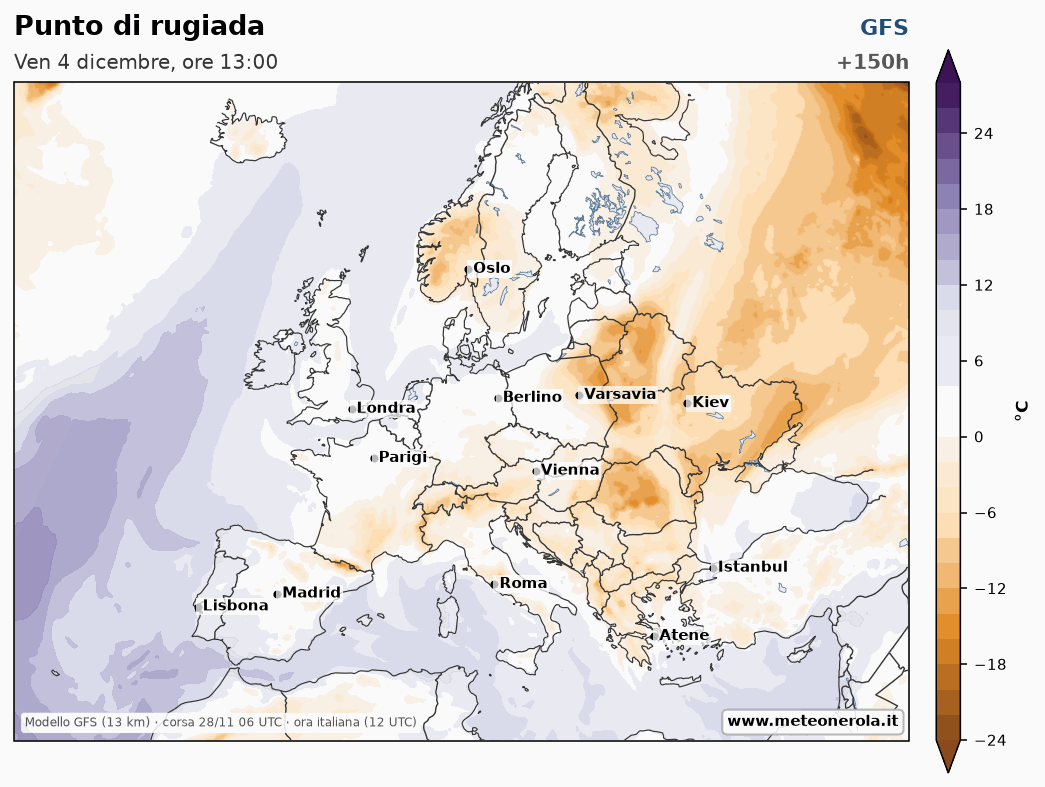 Punto di rugiada
GFS
Ven 4 dicembre, ore 13:00
+150h
Oslo
Londra
Berlino
Varsavia
Kiev
Parigi
Vienna
Istanbul
Madrid
Roma
Lisbona
Atene
24
18
12
6
0
−6
−12
−18
−24
°C
Modello GFS (13 km) · corsa 28/11 06 UTC · ora italiana (12 UTC)
www.meteonerola.it